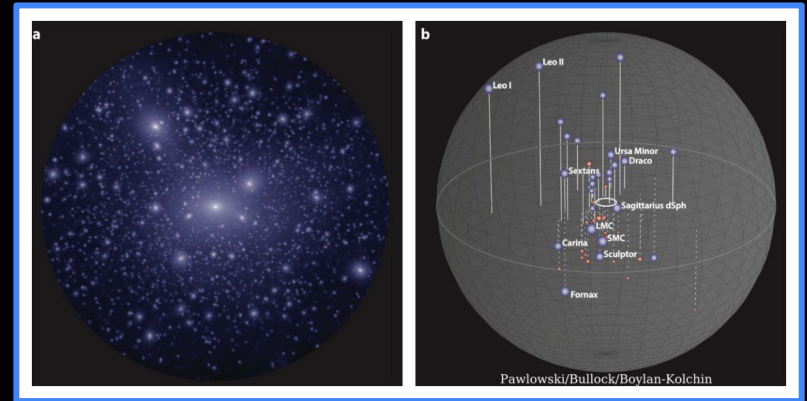 a
b
Leo II
Leo I
Ursa Minor
Draco
Sextans
Sagittarius dSph
LMC
SMC
Carina
Sculptor
Fornax
Pawlowski/Bullock/Boylan-Kolchin